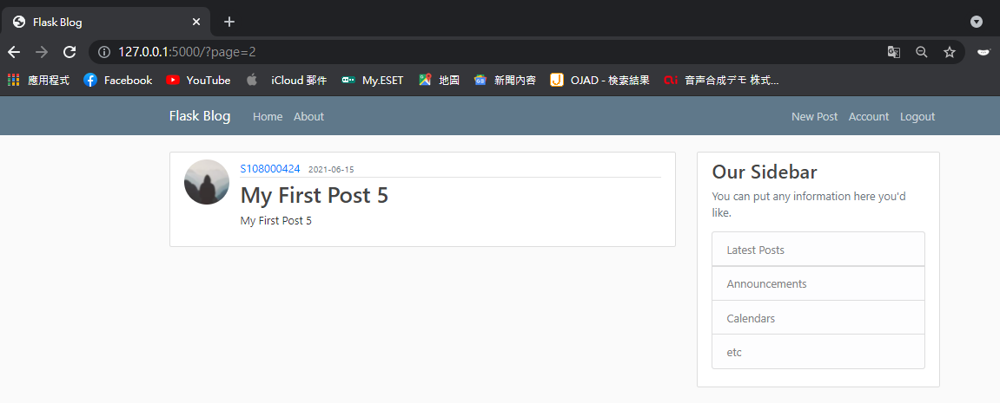 Flask Blog
127.0.0.1:5000/?page=2
應用程式 Facebook YouTube iCloud 郵件 My.ESET 地圖 新聞內容 OJAD - 検索結果 音声合成デモ 株式...
Flask Blog Home About New Post Account Logout
S108000424 2021-06-15
My First Post 5
My First Post 5
Our Sidebar
You can put any information here you'd
like.
Latest Posts
Announcements
Calendars
etc